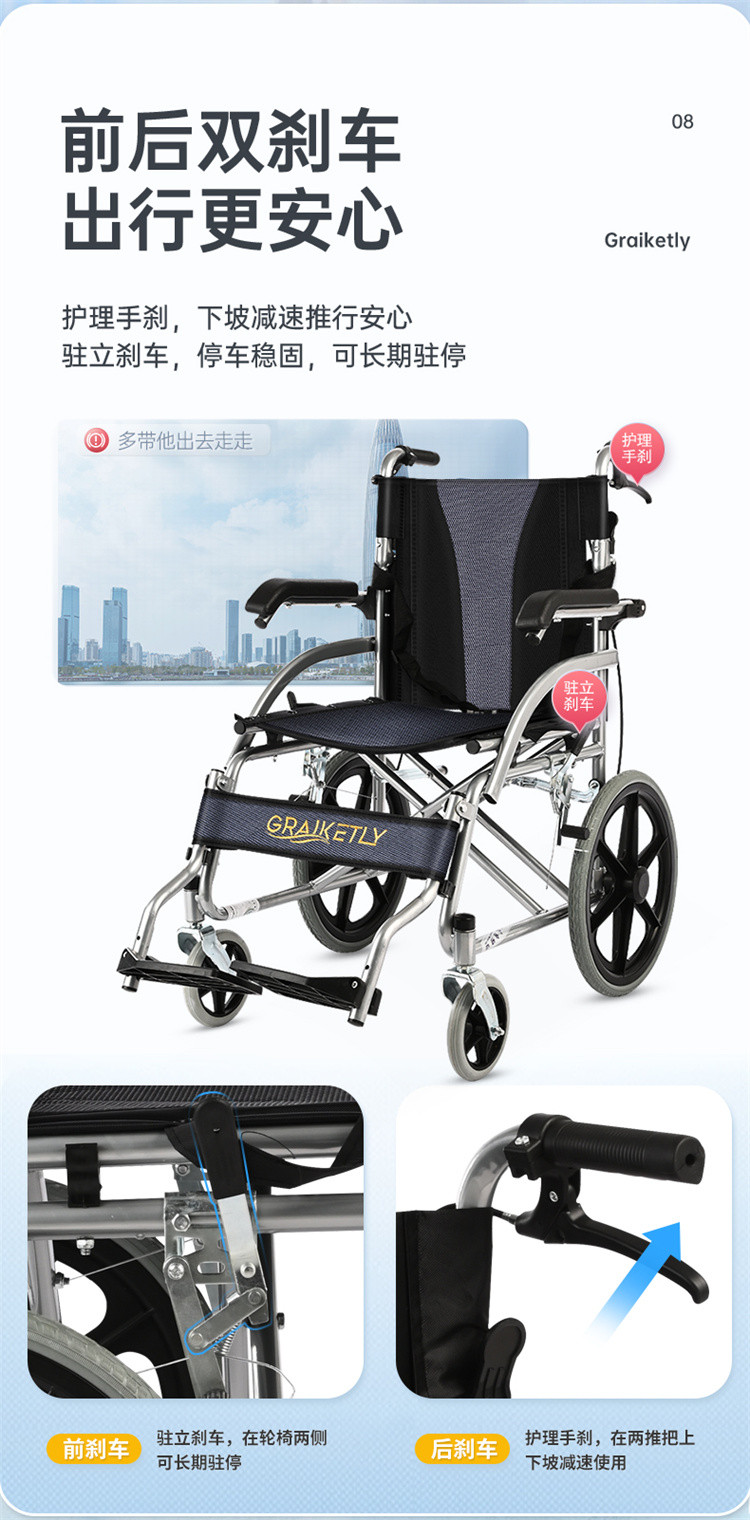 前后双刹车
出行更安心
08
Graiketly
护理手刹，下坡减速推行安心
驻立刹车，停车稳固，可长期驻停
多带他出去走走
护理
手刹
驻立
刹车
GRAIKETLY
前刹车
驻立刹车，在轮椅两侧
可长期驻停
后刹车
护理手刹，在两推把上
下坡减速使用